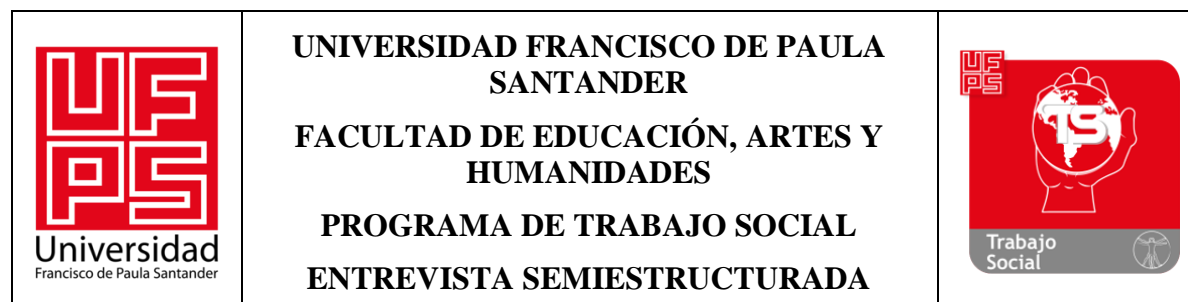 UF
PS
Universidad
Francisco de Paula Santander
UNIVERSIDAD FRANCISCO DE PAULA
SANTANDER
FACULTAD DE EDUCACIÓN, ARTES Y
HUMANIDADES
PROGRAMA DE TRABAJO SOCIAL
ENTREVISTA SEMIESTRUCTURADA
UF
PS
TS
Trabajo
Social